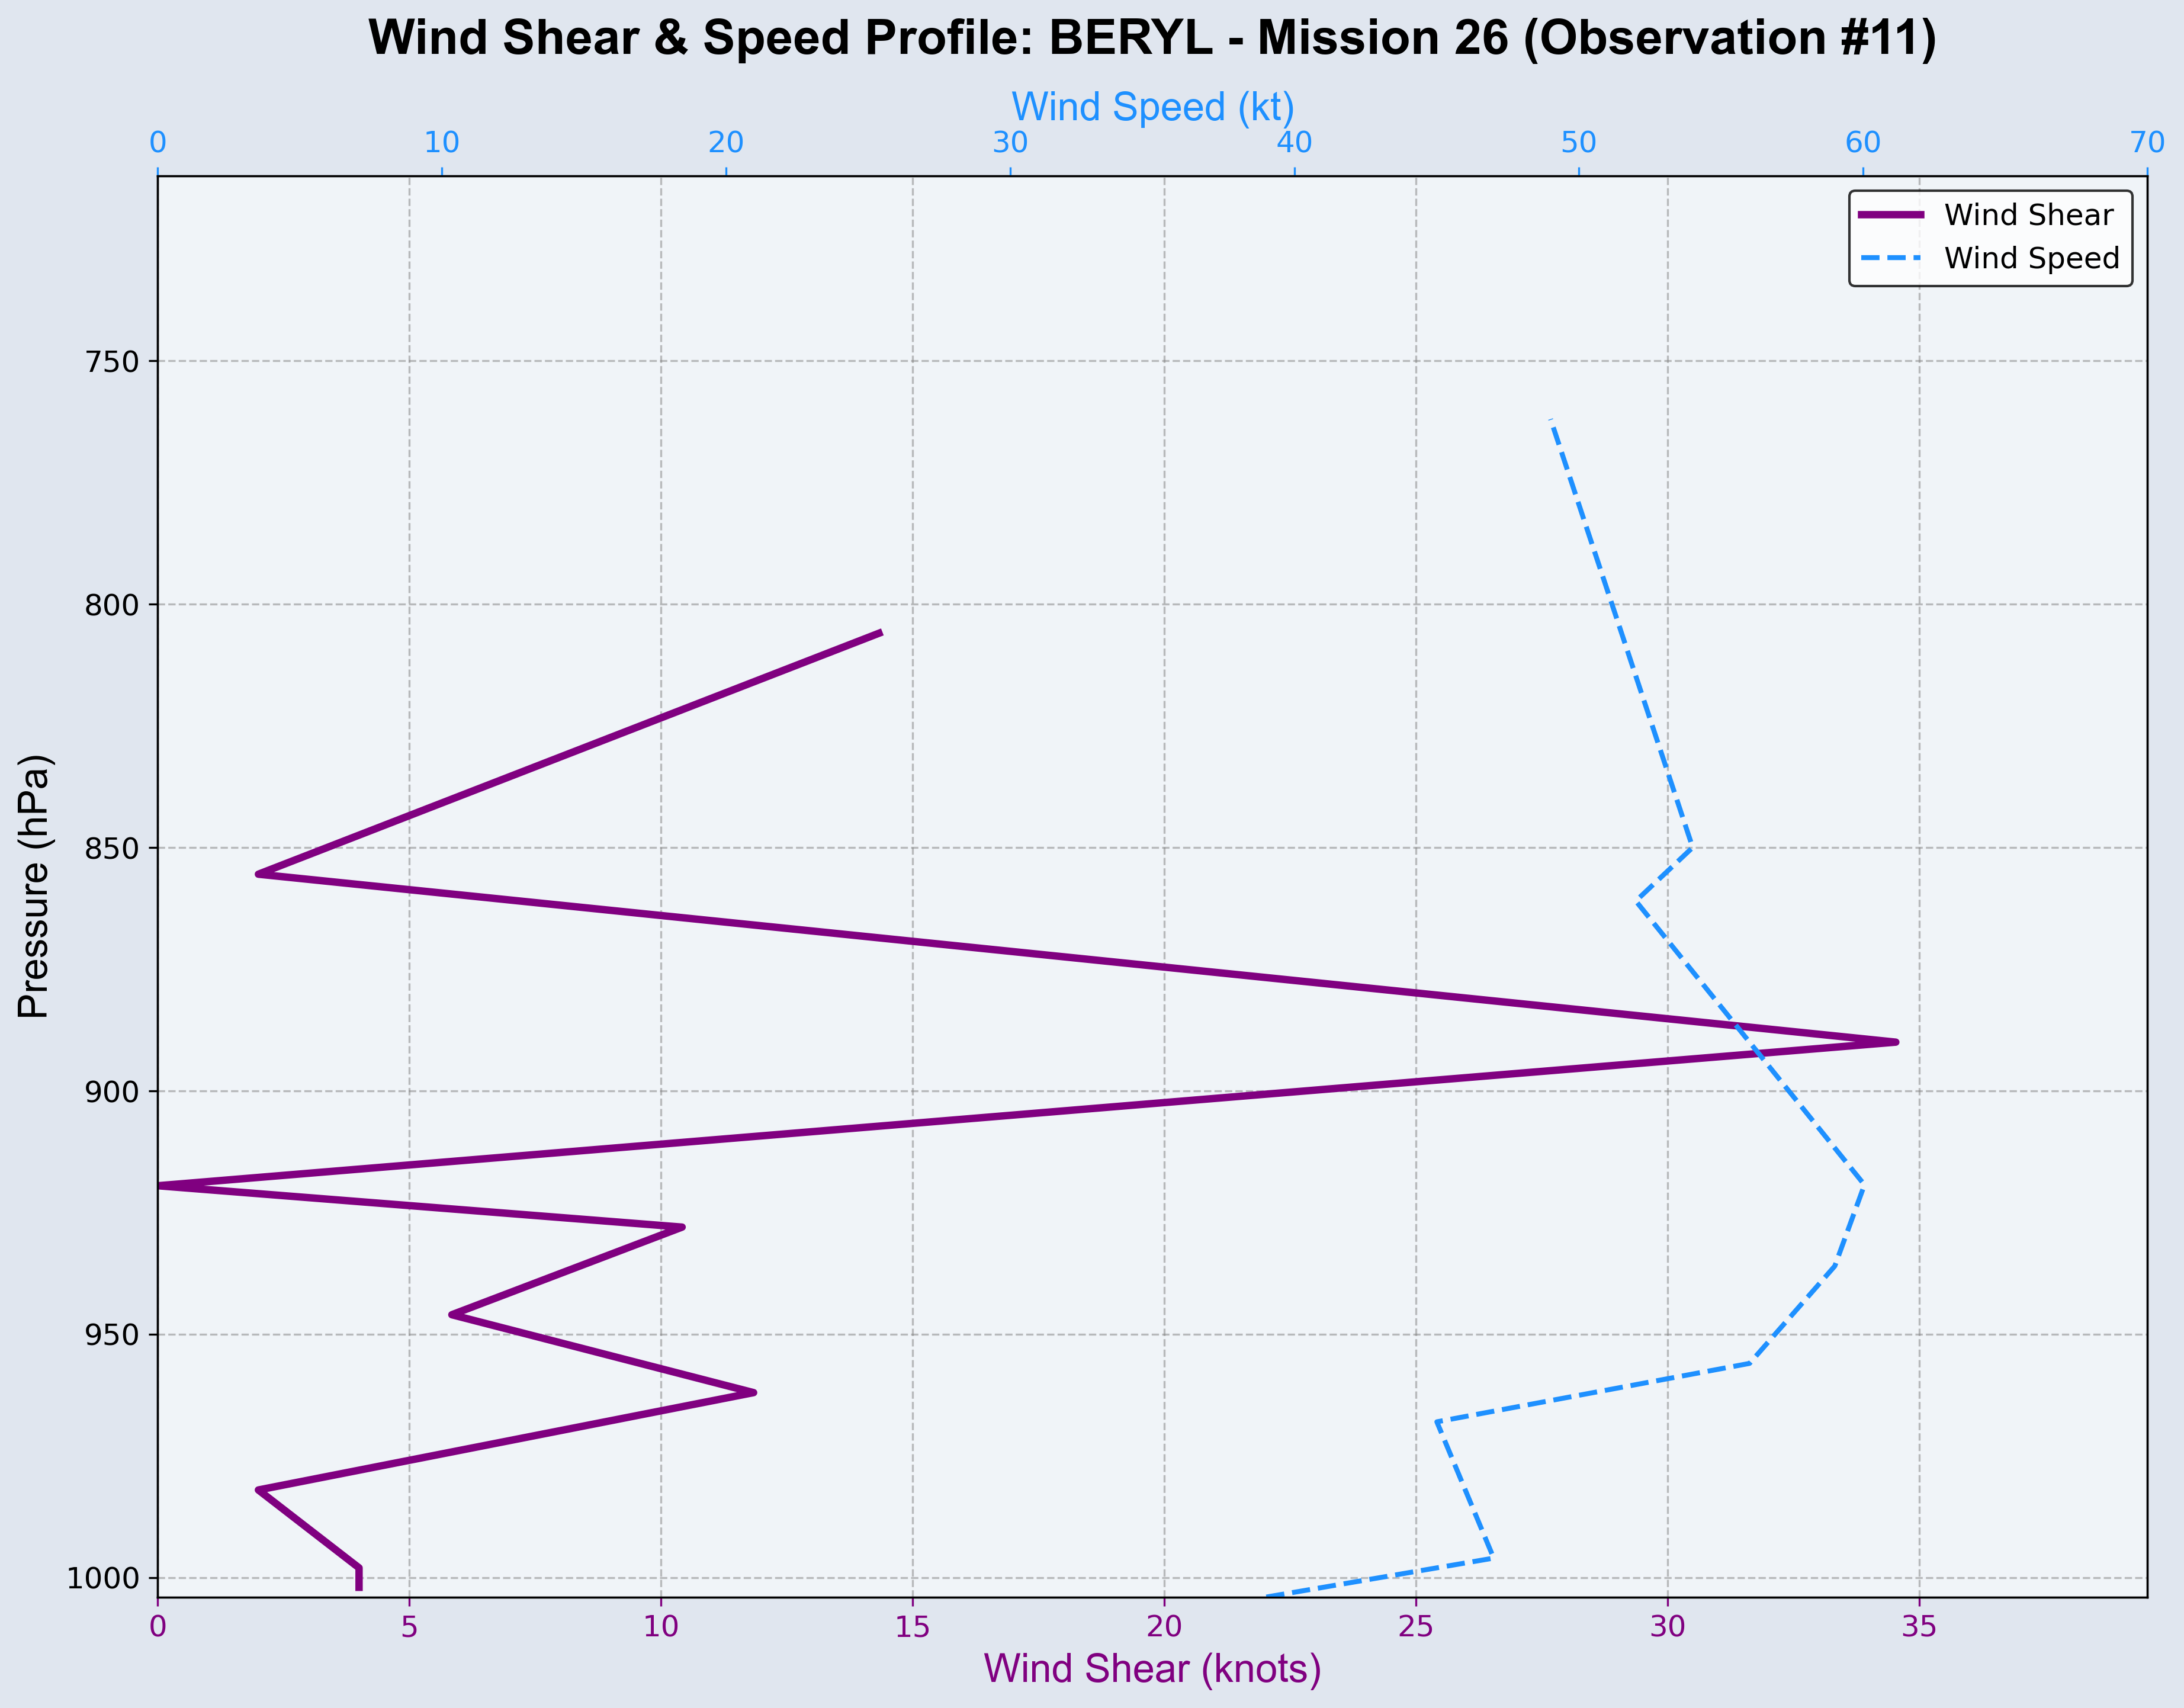 Wind Shear & Speed Profile: BERYL - Mission 26 (Observation #11)
Wind Speed (kt)
0 10 20 30 40 50 60 70
Wind Shear
Wind Speed
750
800
850
900
950
1000
Pressure (hPa)
0 5 10 15 20 25 30 35
Wind Shear (knots)